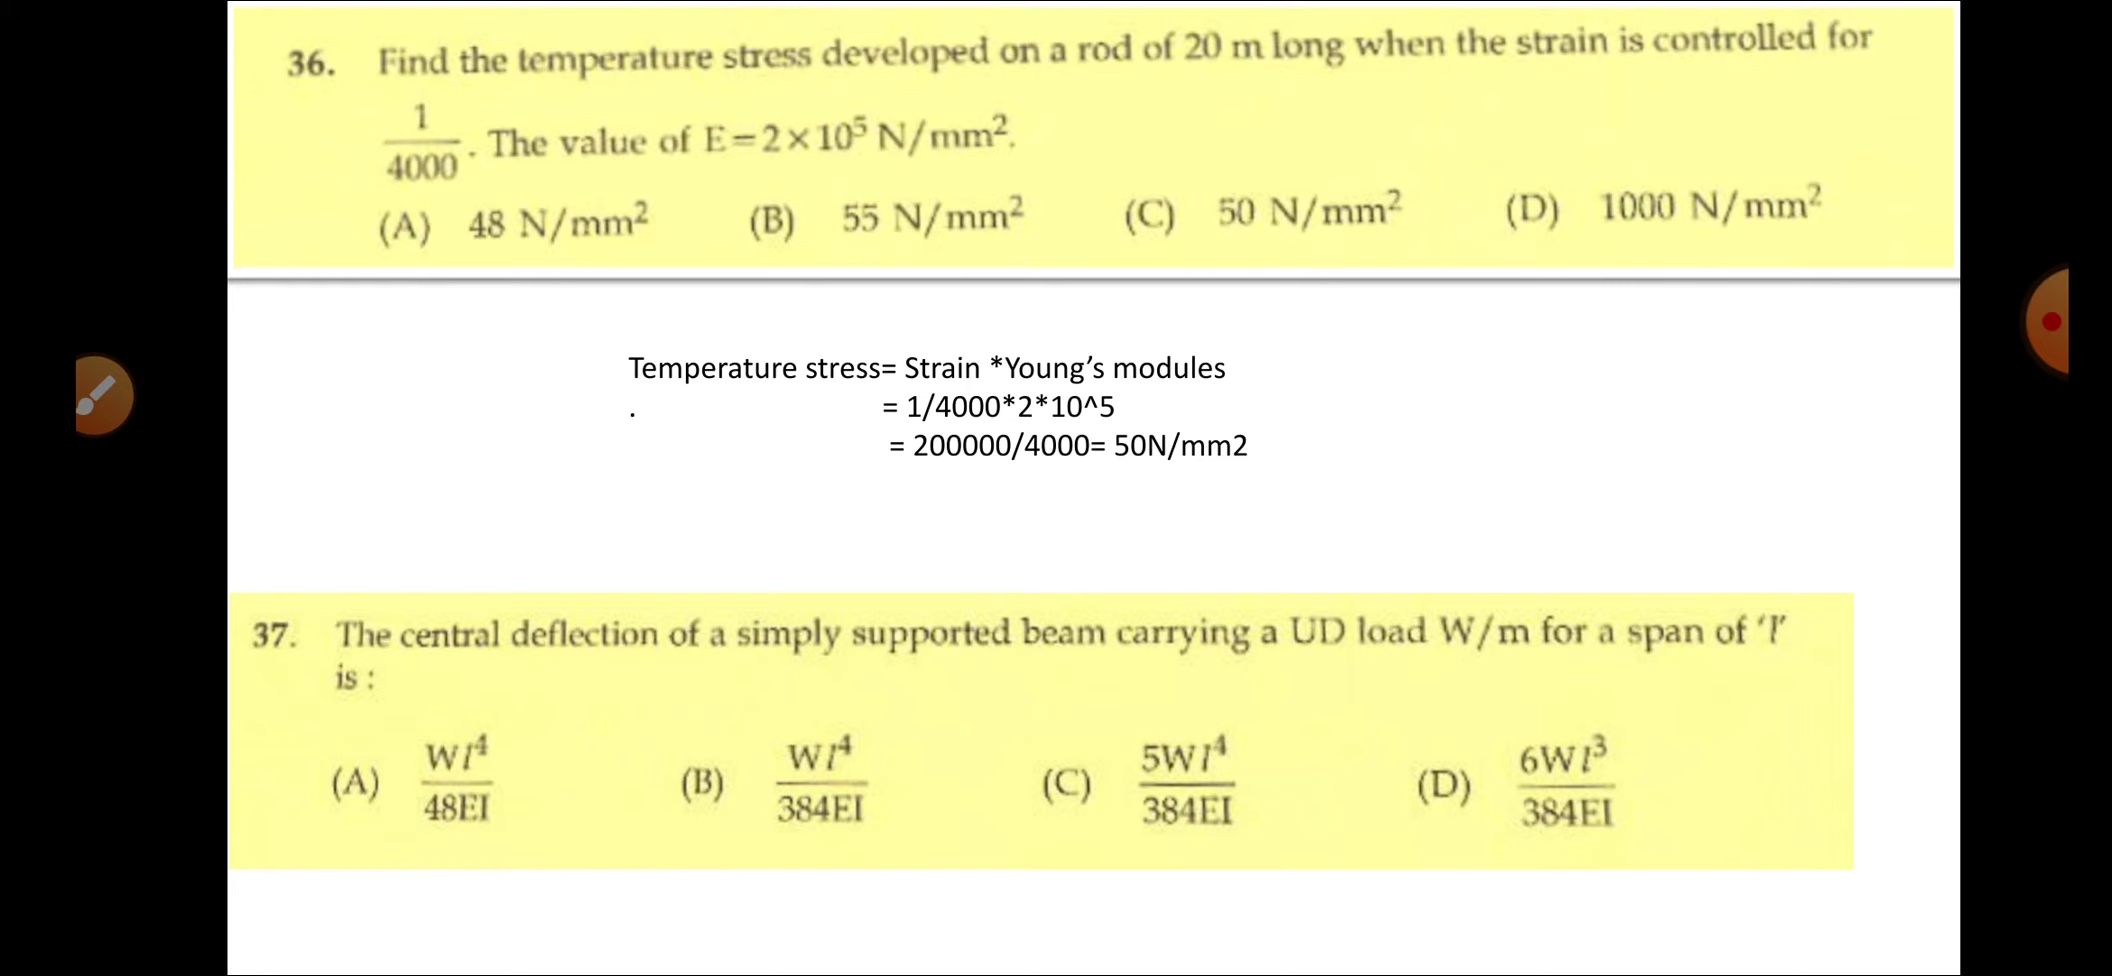 36. Find the temperature stress developed on a rod of 20 m long when the strain is controlled for
1/4000. The value of E=2×10⁵ N/mm².
(A) 48 N/mm² (B) 55 N/mm² (C) 50 N/mm² (D) 1000 N/mm²
Temperature stress= Strain *Young’s modules
. = 1/4000*2*10^5
= 200000/4000= 50N/mm2
37. The central deflection of a simply supported beam carrying a UD load W/m for a span of ‘l’
is :
(A) Wl⁴/48EI (B) Wl⁴/384EI (C) 5Wl⁴/384EI (D) 6Wl³/384EI